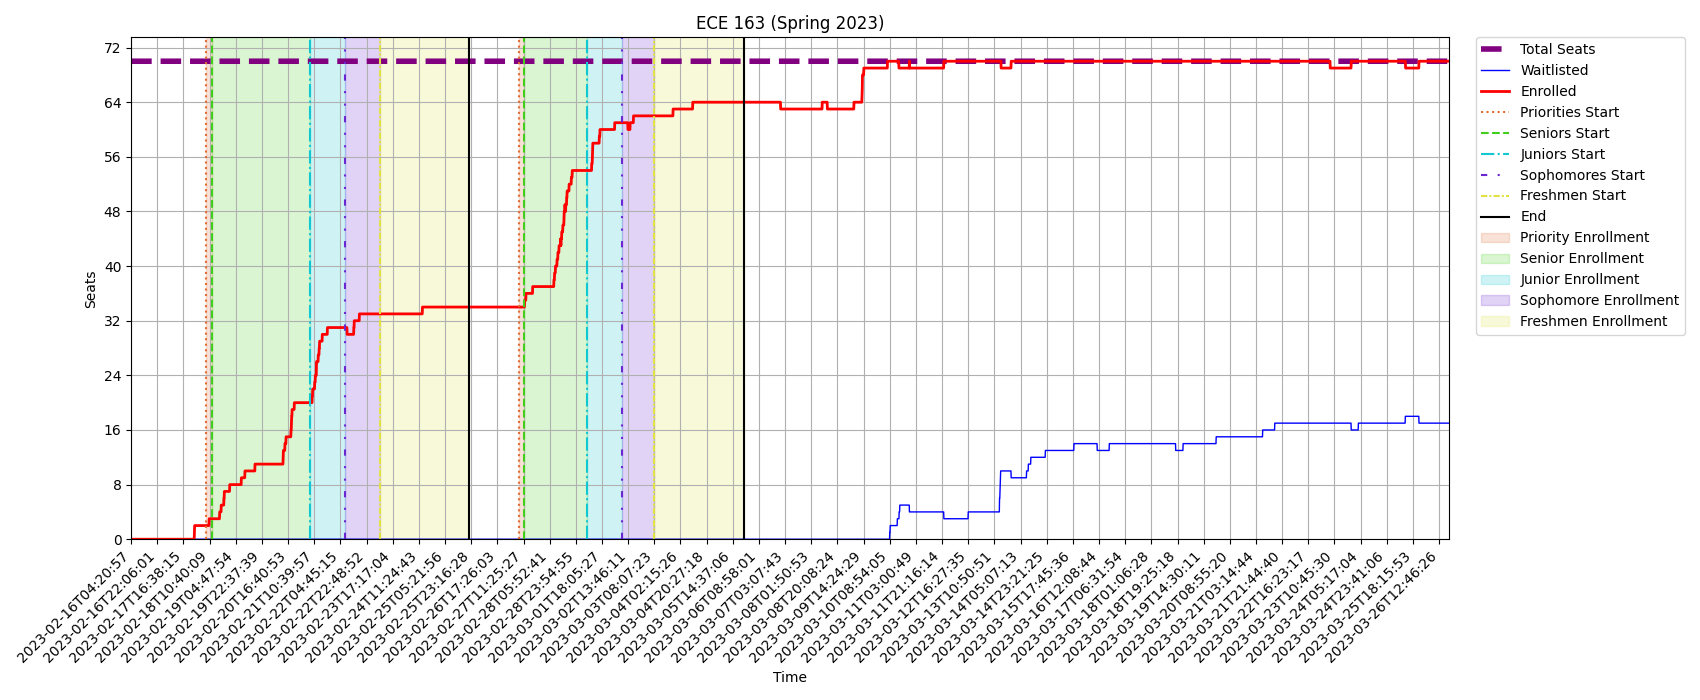 ECE 163 (Spring 2023)
72
64
56
48
40
32
24
16
8
0
Seats
2023-02-16T04:20:57
2023-02-16T22:06:01
2023-02-17T16:38:15
2023-02-18T10:40:09
2023-02-19T04:47:54
2023-02-19T22:37:39
2023-02-20T16:40:53
2023-02-21T10:39:57
2023-02-22T04:45:15
2023-02-22T22:48:52
2023-02-23T17:17:04
2023-02-24T11:24:43
2023-02-25T05:21:56
2023-02-25T23:16:28
2023-02-26T17:26:03
2023-02-27T11:25:27
2023-02-28T05:52:41
2023-02-28T23:54:55
2023-03-01T18:05:27
2023-03-02T13:46:11
2023-03-03T08:07:23
2023-03-04T02:15:26
2023-03-04T20:27:18
2023-03-05T14:37:06
2023-03-06T08:58:01
2023-03-07T03:07:43
2023-03-08T01:50:53
2023-03-08T20:08:24
2023-03-09T14:24:29
2023-03-10T08:54:05
2023-03-11T03:00:49
2023-03-11T21:16:14
2023-03-12T16:27:35
2023-03-13T10:50:51
2023-03-14T05:07:13
2023-03-14T23:21:25
2023-03-15T17:45:36
2023-03-16T12:08:44
2023-03-17T06:31:54
2023-03-18T01:06:28
2023-03-18T19:25:18
2023-03-19T14:30:11
2023-03-20T08:55:20
2023-03-21T03:14:44
2023-03-21T21:44:40
2023-03-22T16:23:17
2023-03-23T10:45:30
2023-03-24T05:17:04
2023-03-24T23:41:06
2023-03-25T18:15:53
2023-03-26T12:46:26
Time
Total Seats
Waitlisted
Enrolled
Priorities Start
Seniors Start
Juniors Start
Sophomores Start
Freshmen Start
End
Priority Enrollment
Senior Enrollment
Junior Enrollment
Sophomore Enrollment
Freshmen Enrollment